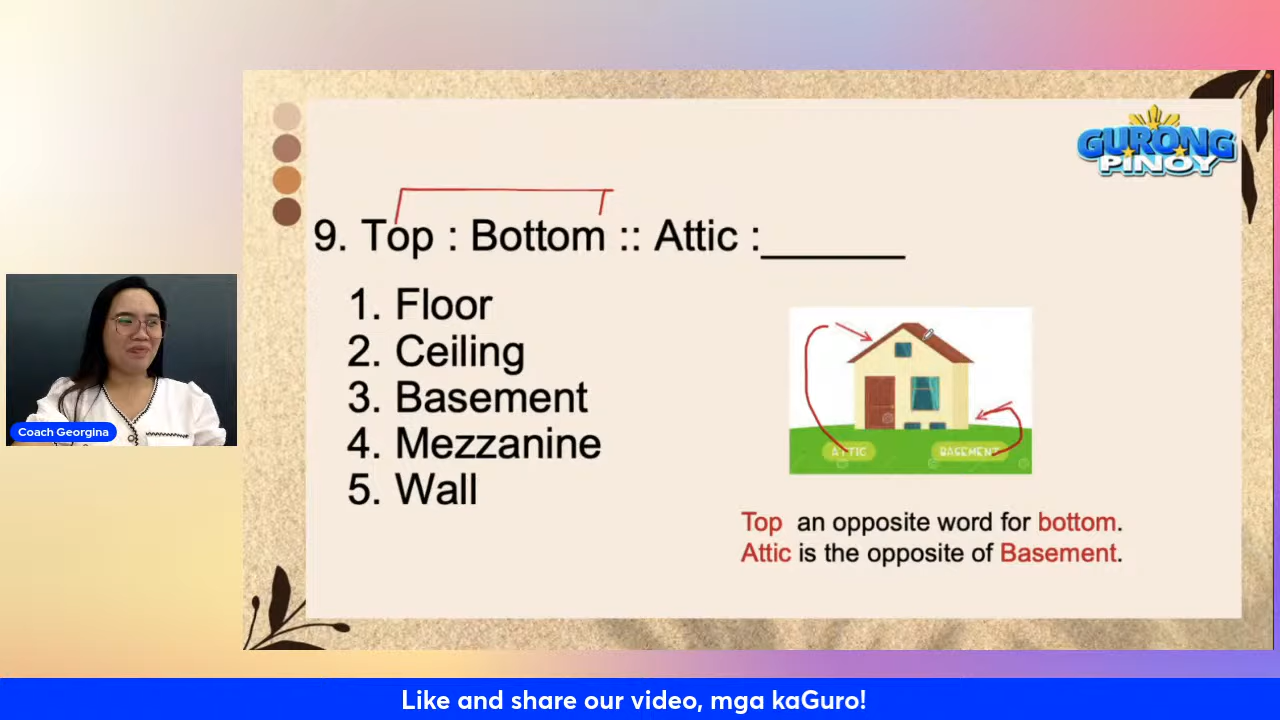 GURONG
PINOY
9. Top : Bottom :: Attic :______
1. Floor
2. Ceiling
3. Basement
4. Mezzanine
5. Wall
ATTIC
BASEMENT
Top an opposite word for bottom.
Attic is the opposite of Basement.
Coach Georgina
Like and share our video, mga kaGuro!